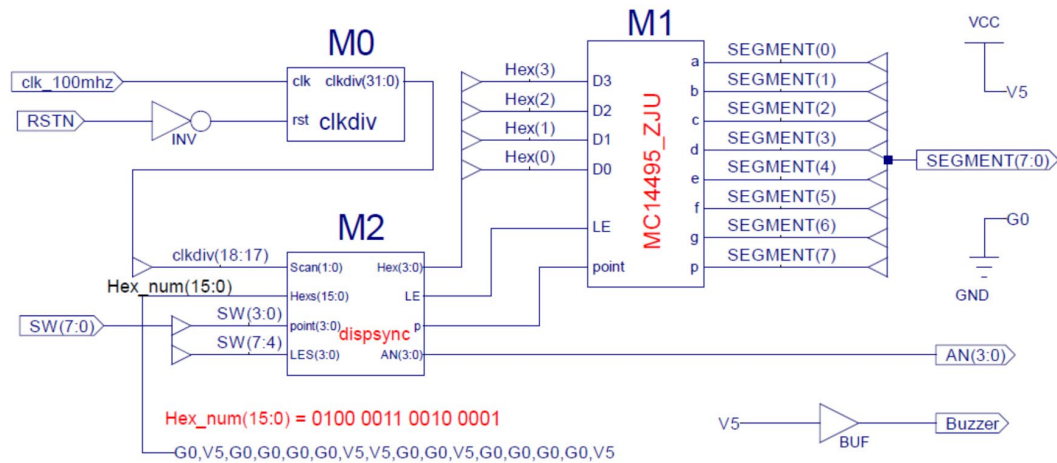 M0
clk_100mhz
clk clkdiv(31:0)
RSTN
INV
rst clkdiv
M1
Hex(3)
Hex(2)
Hex(1)
Hex(0)
D3
D2
D1
D0
LE
point
MC14495_ZJU
a
b
c
d
e
f
g
p
SEGMENT(0)
SEGMENT(1)
SEGMENT(2)
SEGMENT(3)
SEGMENT(4)
SEGMENT(5)
SEGMENT(6)
SEGMENT(7)
SEGMENT(7:0)
VCC
V5
G0
GND
M2
clkdiv(18:17)
Hex_num(15:0)
SW(7:0)
SW(3:0)
SW(7:4)
Scan(1:0) Hex(3:0)
Hexs(15:0) LE
point(3:0) p
dispsync
LES(3:0) AN(3:0)
AN(3:0)
Hex_num(15:0) = 0100 0011 0010 0001
G0,V5,G0,G0,G0,G0,V5,V5,G0,G0,V5,G0,G0,G0,G0,V5
V5
BUF
Buzzer